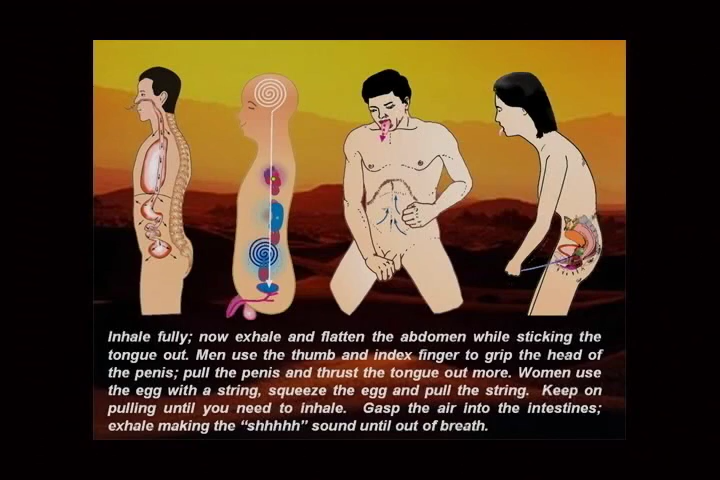 Inhale fully; now exhale and flatten the abdomen while sticking the
tongue out. Men use the thumb and index finger to grip the head of
the penis; pull the penis and thrust the tongue out more. Women use
the egg with a string, squeeze the egg and pull the string.  Keep on
pulling until you need to inhale.  Gasp the air into the intestines;
exhale making the “shhhhh” sound until out of breath.